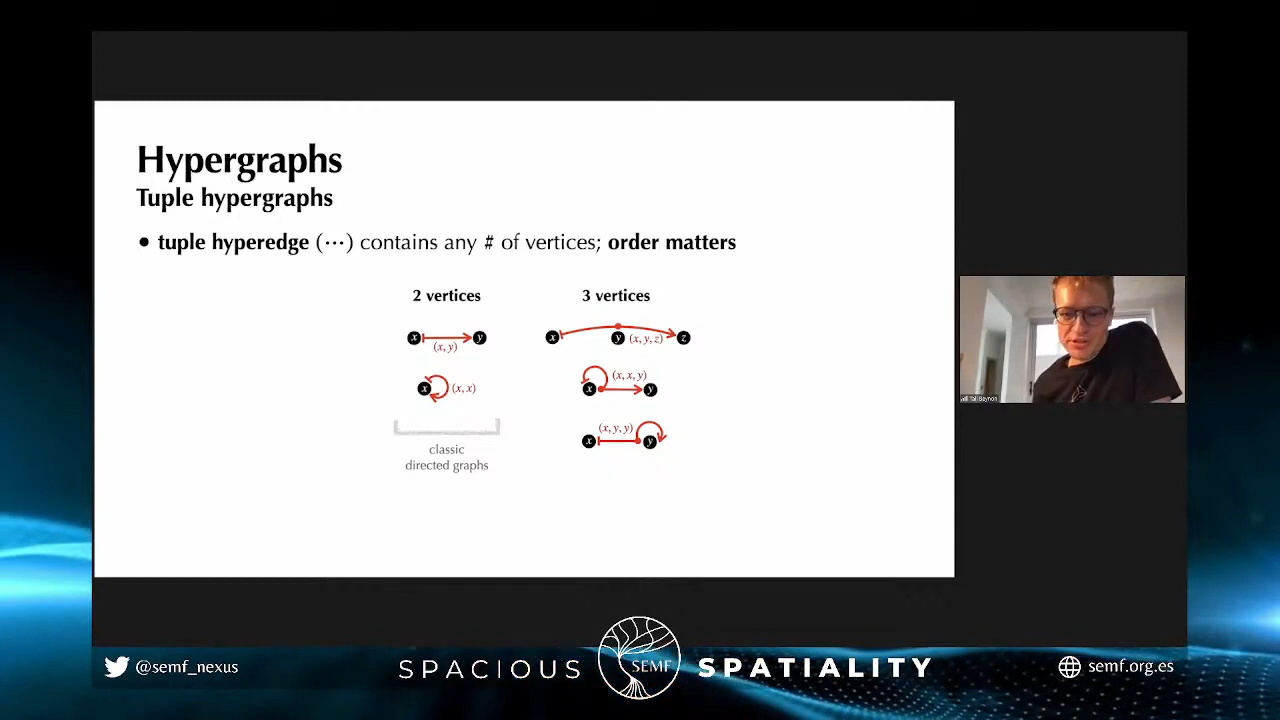 Hypergraphs
Tuple hypergraphs
• tuple hyperedge (⋯) contains any # of vertices; order matters
2 vertices
3 vertices
x
y
(x, y)
x
y
(x, y, z)
z
x
(x, x)
x
(x, x, y)
y
(x, y, y)
x
y
classic
directed graphs
@semf_nexus
SPACIOUS
SEMF
SPATIALITY
semf.org.es